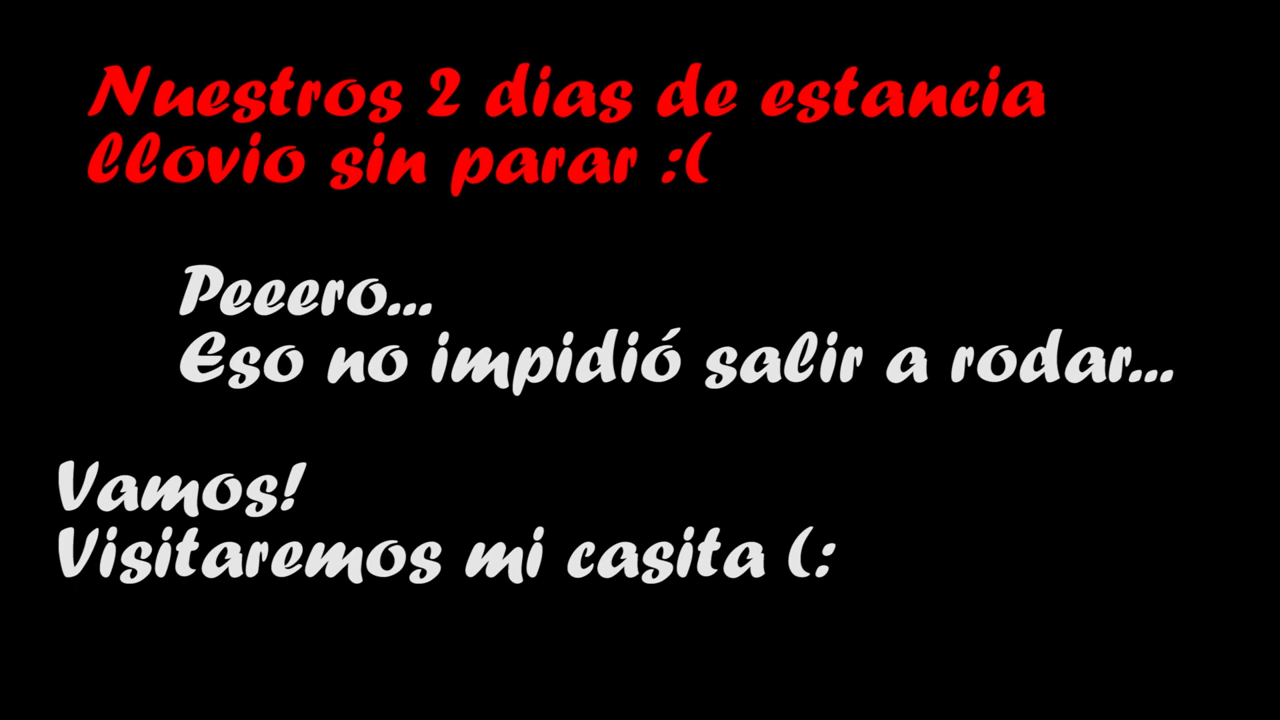 Nuestros 2 dias de estancia
llovio sin parar :(
Peeero...
Eso no impidió salir a rodar...
Vamos!
Visitaremos mi casita (: